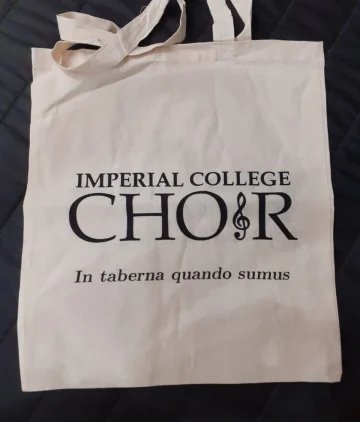 IMPERIAL COLLEGE
CHOIR
In taberna quando sumus